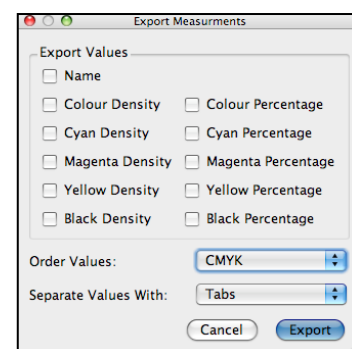 Export Measurments
Export Values
Name
Colour Density Colour Percentage
Cyan Density Cyan Percentage
Magenta Density Magenta Percentage
Yellow Density Yellow Percentage
Black Density Black Percentage
Order Values: CMYK
Separate Values With: Tabs
Cancel Export